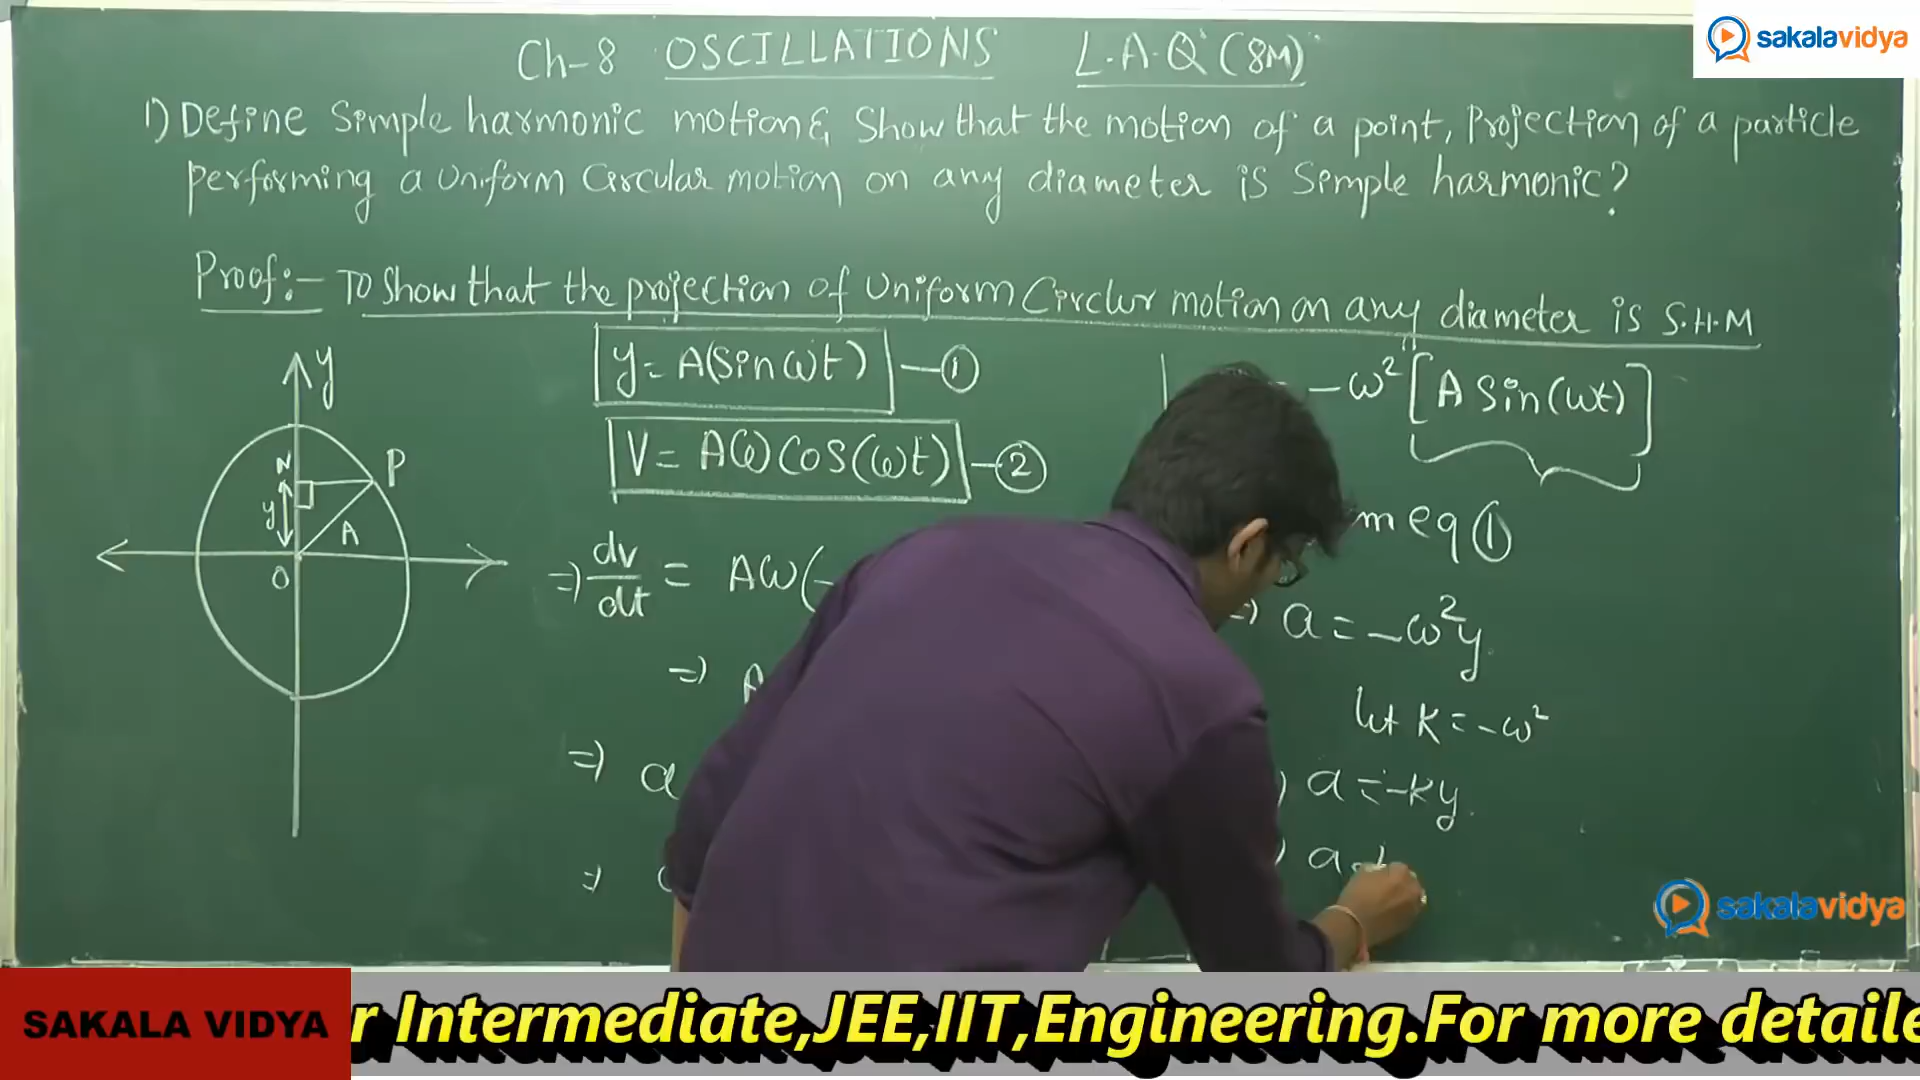 Ch-8 OSCILLATIONS L.A.Q (8M)
sakalavidya
1) Define Simple harmonic motion & Show that the motion of a point, Projection of a particle
performing a Uniform Circular motion on any diameter is Simple harmonic?
Proof:- To show that the projection of Uniform Circlur motion on any diameter is S.H.M
y
N
P
y
A
O
y = A(Sin ωt) —①
V = Aω Cos(ωt) —②
⇒ dv/dt = Aω(-
⇒ A
⇒ a
⇒
= -ω² [A Sin(ωt)]
m eq ①
⇒ a = -ω²y
let K = -ω²
) a = -ky
) a
sakalavidya
SAKALA VIDYA
r Intermediate,JEE,IIT,Engineering.For more detaile